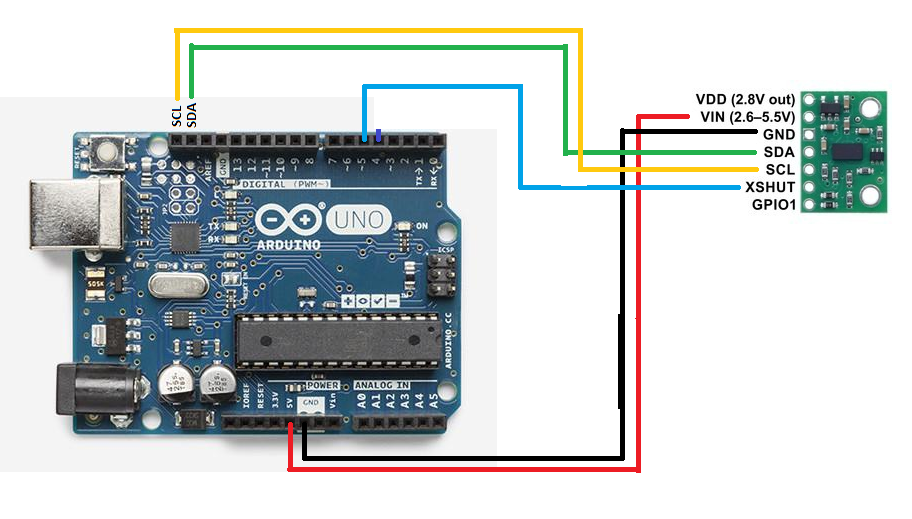 SCL
SDA
VDD (2.8V out)
VIN (2.6–5.5V)
GND
SDA
SCL
XSHUT
GPIO1
RESET
AREF
GND
13
12
~11
~10
~9
8
7
~6
~5
4
~3
2
TX→1
RX←0
DIGITAL (PWM~)
TX
RX
ARDUINO
UNO
ON
ICSP
ARDUINO.CC
IOREF
RESET
3.3V
5V
GND
Vin
POWER
ANALOG IN
A0
A1
A2
A3
A4
A5